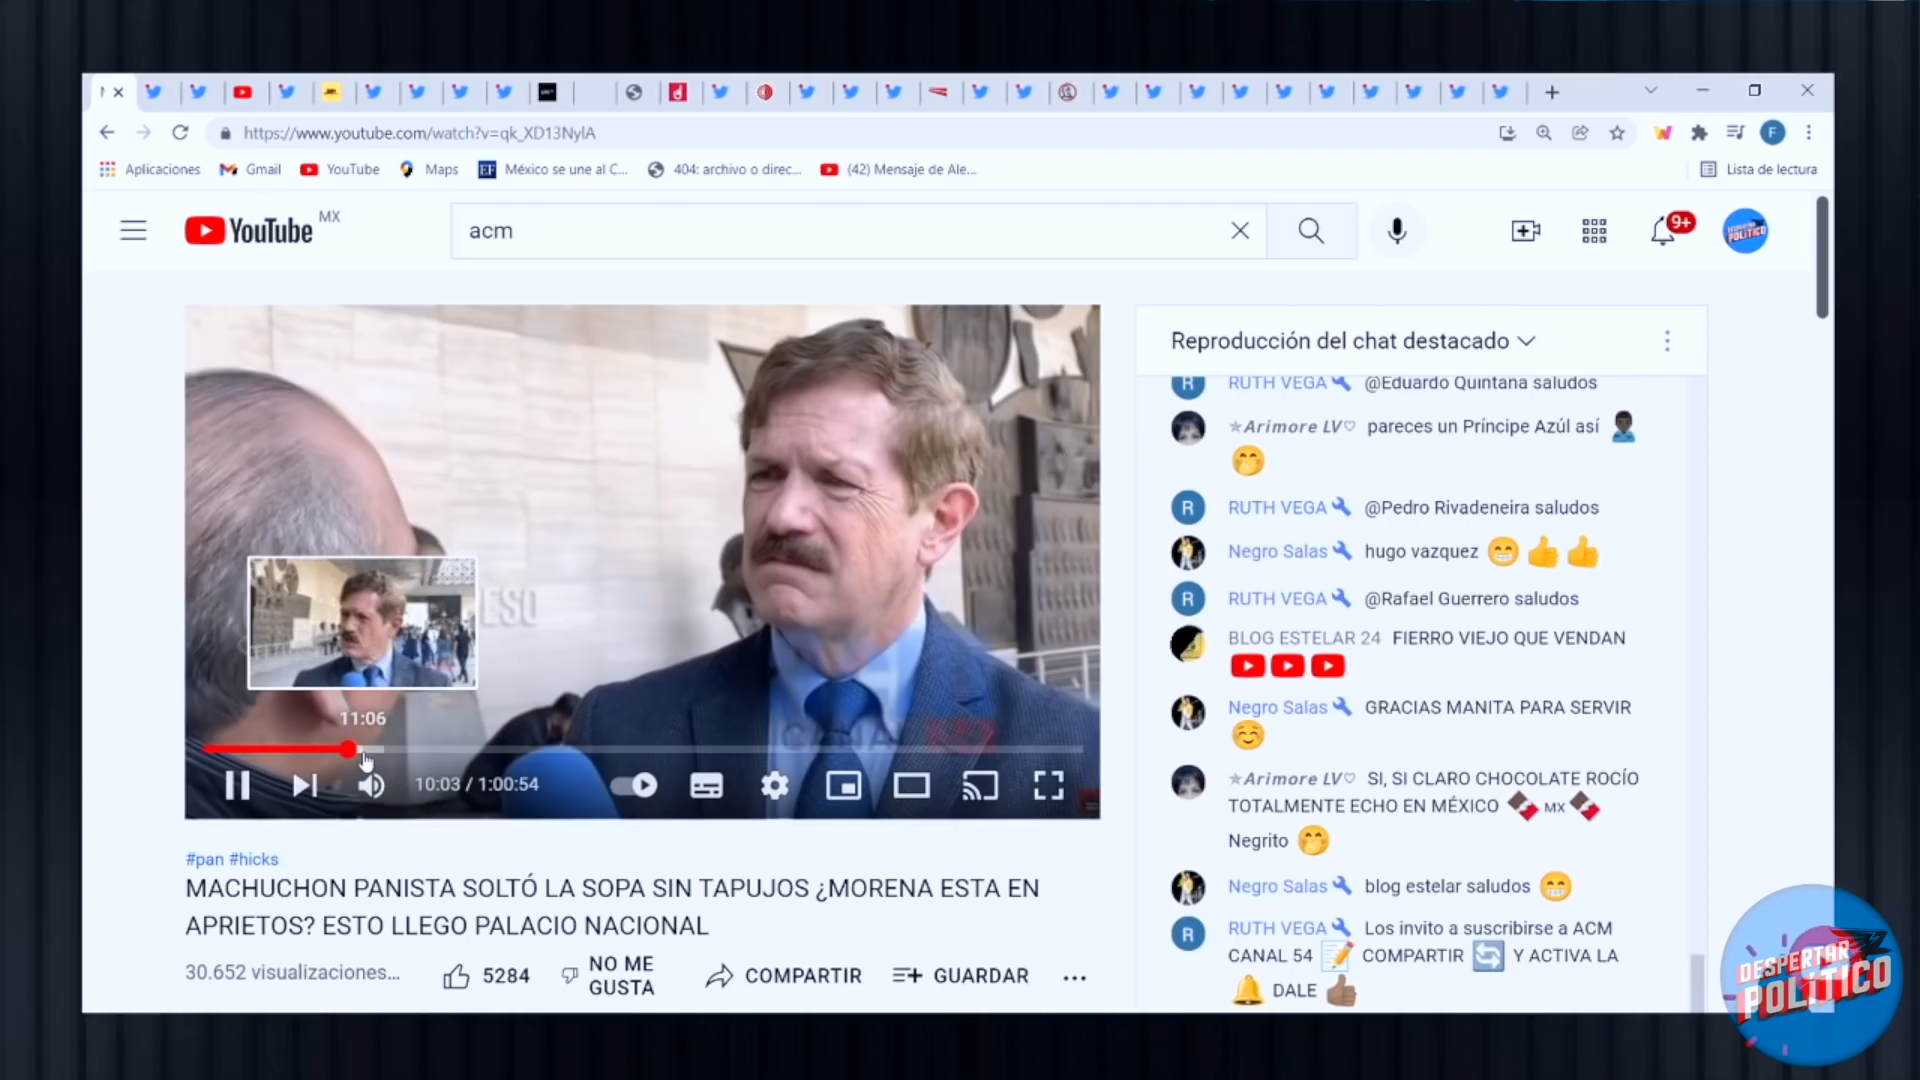 https://www.youtube.com/watch?v=qk_XD13NylA
F
Aplicaciones
Gmail
YouTube
Maps
EF
México se une al C...
404: archivo o direc...
(42) Mensaje de Ale...
Lista de lectura
YouTube MX
acm
9+
DESPERTAR POLÍTICO
Reproducción del chat destacado
R RUTH VEGA @Eduardo Quintana saludos
Arimore LV♡ pareces un Príncipe Azúl así
R RUTH VEGA @Pedro Rivadeneira saludos
Negro Salas hugo vazquez
R RUTH VEGA @Rafael Guerrero saludos
BLOG ESTELAR 24 FIERRO VIEJO QUE VENDAN
Negro Salas GRACIAS MANITA PARA SERVIR
Arimore LV♡ SI, SI CLARO CHOCOLATE ROCÍO
TOTALMENTE ECHO EN MÉXICO MX
Negrito
Negro Salas blog estelar saludos
R RUTH VEGA Los invito a suscribirse a ACM
CANAL 54 COMPARTIR Y ACTIVA LA
DALE
ESO
11:06
10:03 / 1:00:54
#pan #hicks
MACHUCHON PANISTA SOLTÓ LA SOPA SIN TAPUJOS ¿MORENA ESTA EN
APRIETOS? ESTO LLEGO PALACIO NACIONAL
30.652 visualizaciones...
5284
NO ME
GUSTA
COMPARTIR
GUARDAR
DESPERTAR
POLÍTICO